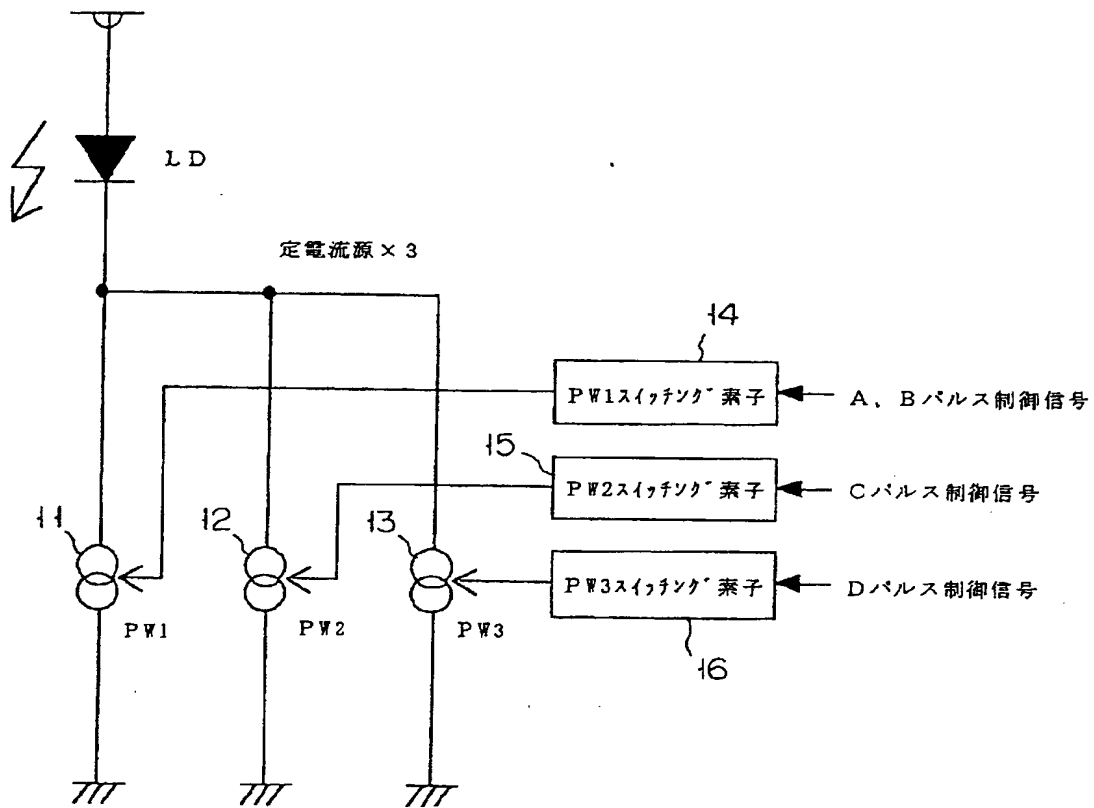 LD
定電流源×3
14
PW1スイッチング素子
A、Bパルス制御信号
15
PW2スイッチング素子
Cパルス制御信号
11
12
13
PW3スイッチング素子
Dパルス制御信号
PW1
PW2
PW3
16